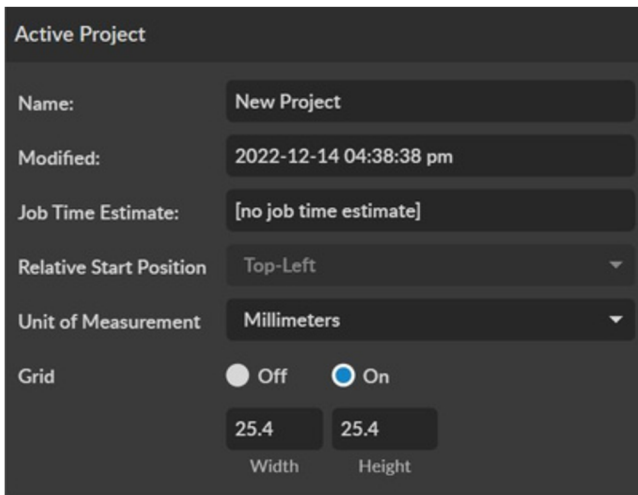 Active Project
Name: New Project
Modified: 2022-12-14 04:38:38 pm
Job Time Estimate: [no job time estimate]
Relative Start Position Top-Left
Unit of Measurement Millimeters
Grid Off On
25.4 25.4
Width Height